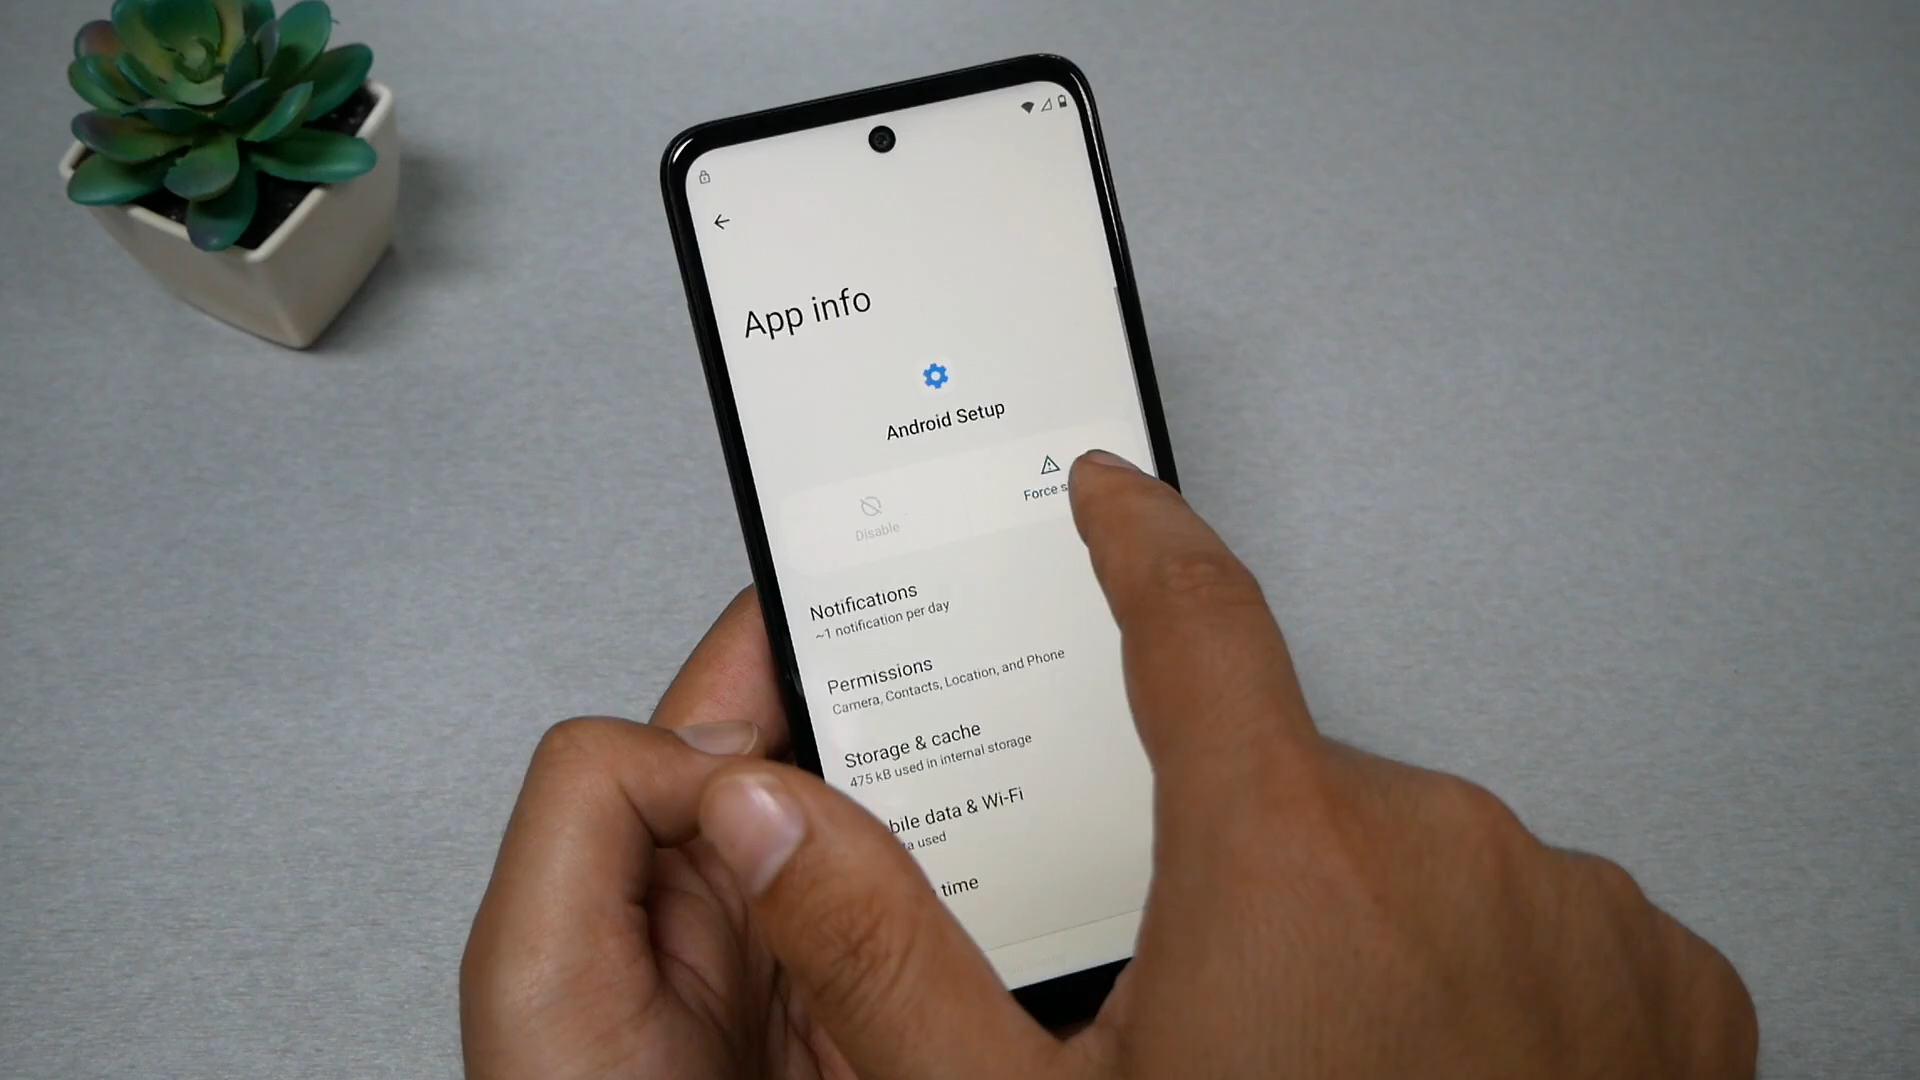 App info
Android Setup
Disable
Force
Notifications
~1 notification per day
Permissions
Camera, Contacts, Location, and Phone
Storage & cache
475 kB used in internal storage
data & Wi-Fi
used
time